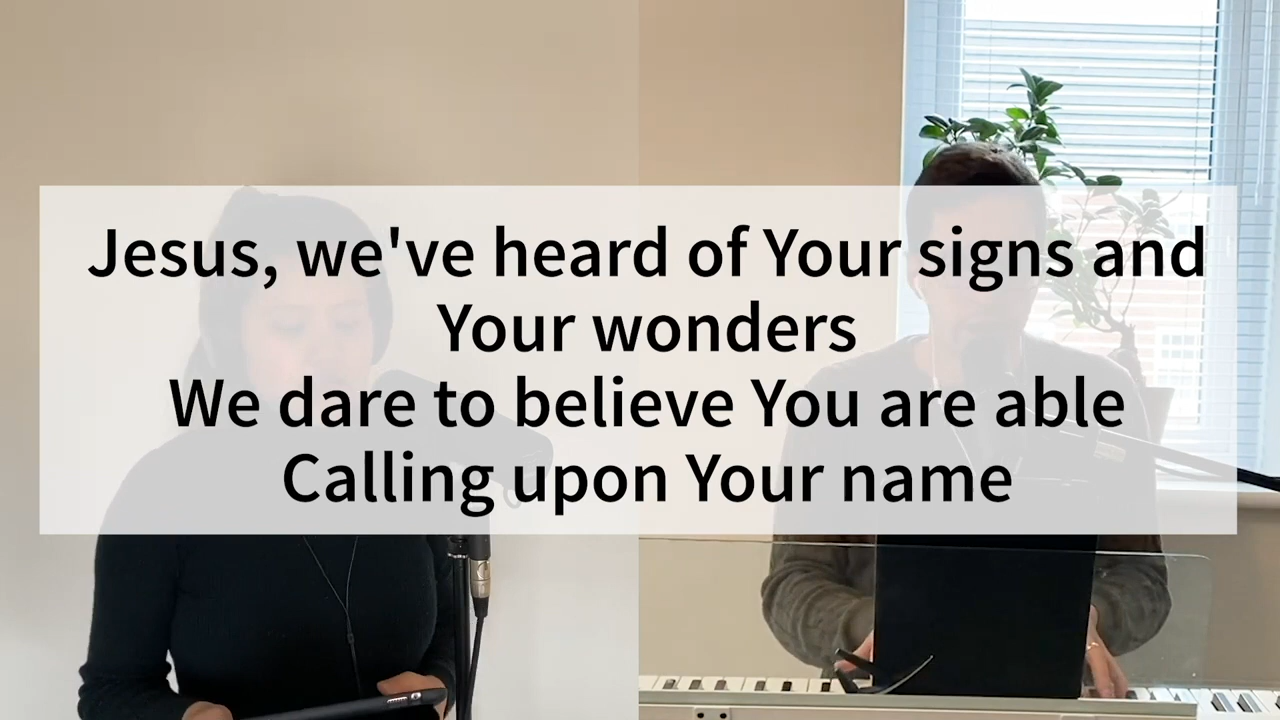 Jesus, we've heard of Your signs and
Your wonders
We dare to believe You are able
Calling upon Your name